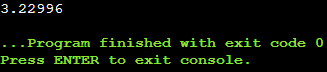 3.22996
...Program finished with exit code 0
Press ENTER to exit console.